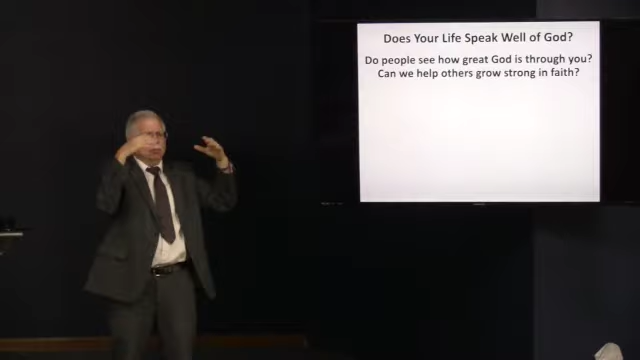 Does Your Life Speak Well of God?
Do people see how great God is through you?
Can we help others grow strong in faith?